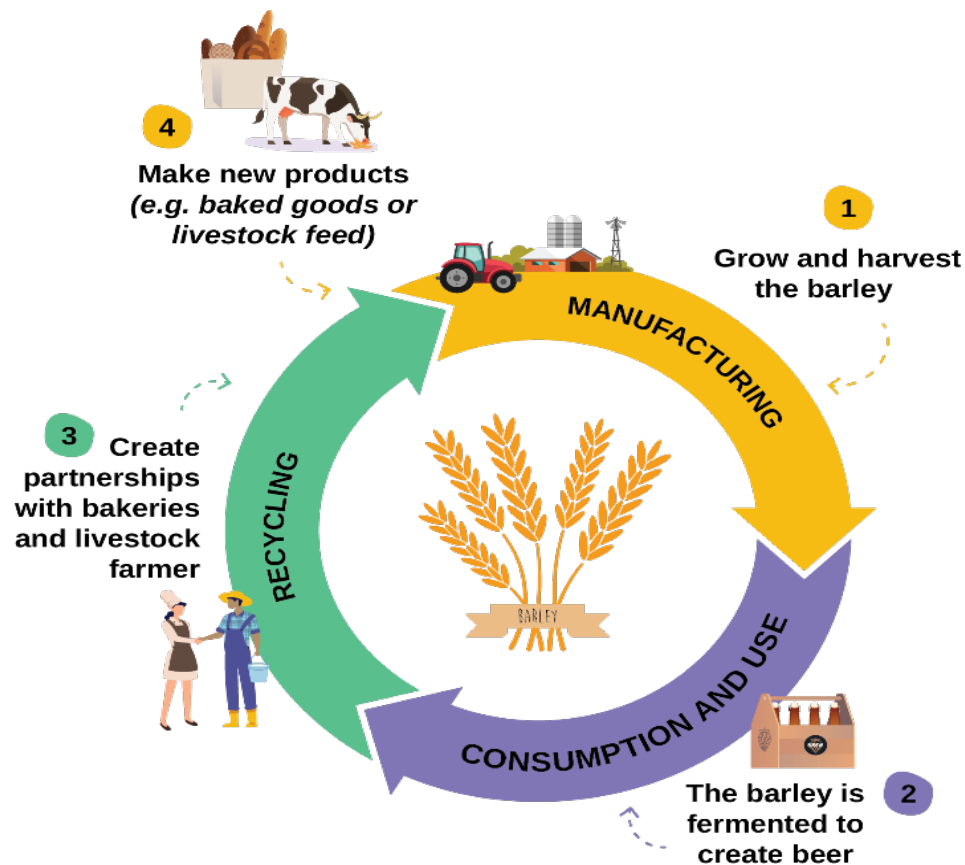 4
Make new products
(e.g. baked goods or
livestock feed)
1
Grow and harvest
the barley
MANUFACTURING
3
Create
partnerships
with bakeries
and livestock
farmer
RECYCLING
BARLEY
CONSUMPTION AND USE
The barley is
fermented to
create beer
2